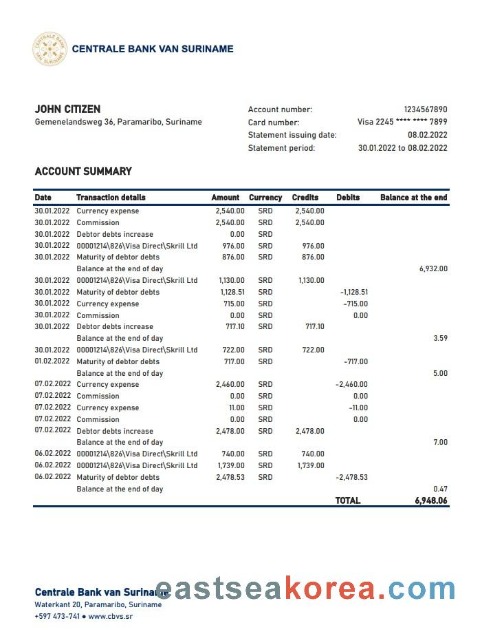 CENTRALE BANK VAN SURINAME
JOHN CITIZEN
Gemenelandsweg 36, Paramaribo, Suriname
Account number: 1234567890
Card number: Visa 2245 **** **** 7899
Statement issuing date: 08.02.2022
Statement period: 30.01.2022 to 08.02.2022
ACCOUNT SUMMARY
Date Transaction details Amount Currency Credits Debits Balance at the end
30.01.2022 Currency expense 2,540.00 SRD 2,540.00
30.01.2022 Commission 2,540.00 SRD 2,540.00
30.01.2022 Debtor debts increase 0.00 SRD
30.01.2022 00001214\826\Visa Direct\Skrill Ltd 976.00 SRD 976.00
30.01.2022 Maturity of debtor debts 876.00 SRD 876.00
Balance at the end of day 6,932.00
30.01.2022 00001214\826\Visa Direct\Skrill Ltd 1,130.00 SRD 1,130.00
30.01.2022 Maturity of debtor debts 1,128.51 SRD -1,128.51
30.01.2022 Currency expense 715.00 SRD -715.00
30.01.2022 Commission 0.00 SRD 0.00
30.01.2022 Debtor debts increase 717.10 SRD 717.10
Balance at the end of day 3.59
30.01.2022 00001214\826\Visa Direct\Skrill Ltd 722.00 SRD 722.00
01.02.2022 Maturity of debtor debts 717.00 SRD -717.00
Balance at the end of day 5.00
07.02.2022 Currency expense 2,460.00 SRD -2,460.00
07.02.2022 Commission 0.00 SRD 0.00
07.02.2022 Currency expense 11.00 SRD -11.00
07.02.2022 Commission 0.00 SRD 0.00
07.02.2022 Debtor debts increase 2,478.00 SRD 2,478.00
Balance at the end of day 7.00
06.02.2022 00001214\826\Visa Direct\Skrill Ltd 740.00 SRD 740.00
06.02.2022 00001214\826\Visa Direct\Skrill Ltd 1,739.00 SRD 1,739.00
06.02.2022 Maturity of debtor debts 2,478.53 SRD -2,478.53
Balance at the end of day 0.47
TOTAL 6,948.06
Centrale Bank van Suriname
eastseakorea.com
Waterkant 20, Paramaribo, Suriname
+597 473-741 ● www.cbvs.sr